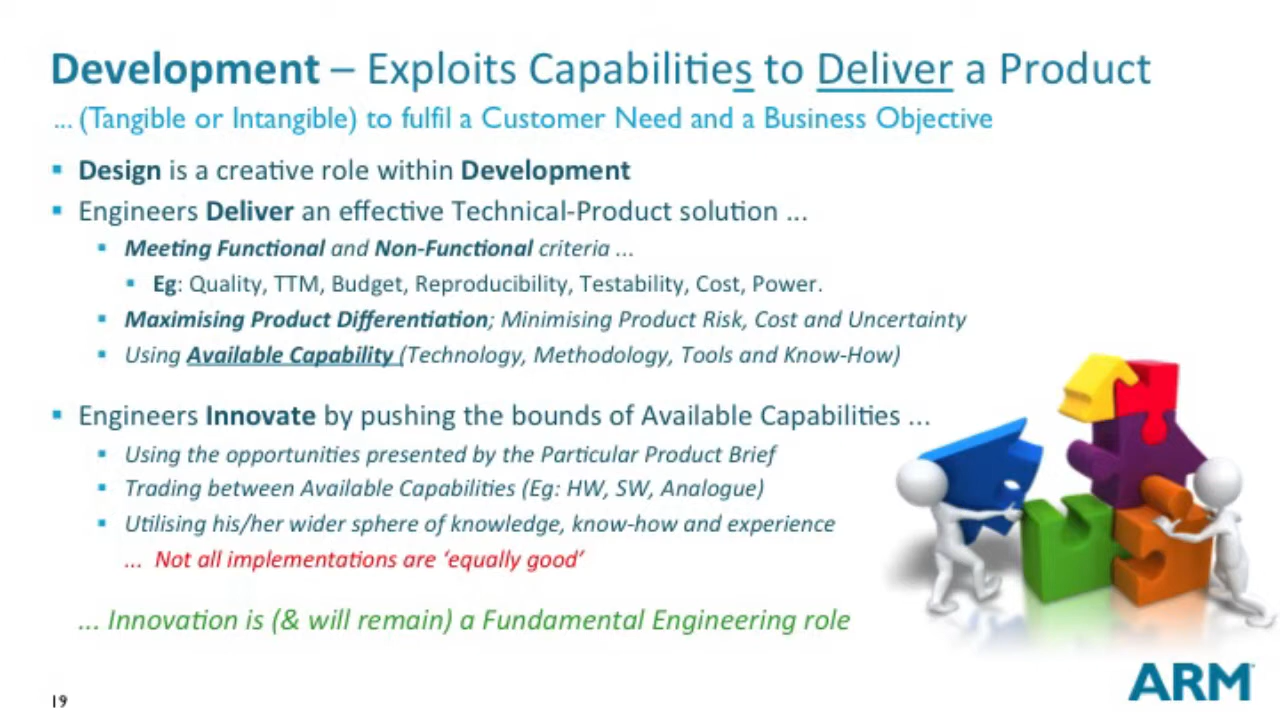 Development – Exploits Capabilities to Deliver a Product
... (Tangible or Intangible) to fulfil a Customer Need and a Business Objective
▪ Design is a creative role within Development
▪ Engineers Deliver an effective Technical-Product solution ...
▪ Meeting Functional and Non-Functional criteria ...
▪ Eg: Quality, TTM, Budget, Reproducibility, Testability, Cost, Power.
▪ Maximising Product Differentiation; Minimising Product Risk, Cost and Uncertainty
▪ Using Available Capability (Technology, Methodology, Tools and Know-How)
▪ Engineers Innovate by pushing the bounds of Available Capabilities ...
▪ Using the opportunities presented by the Particular Product Brief
▪ Trading between Available Capabilities (Eg: HW, SW, Analogue)
▪ Utilising his/her wider sphere of knowledge, know-how and experience
... Not all implementations are ‘equally good’
... Innovation is (& will remain) a Fundamental Engineering role
19
ARM